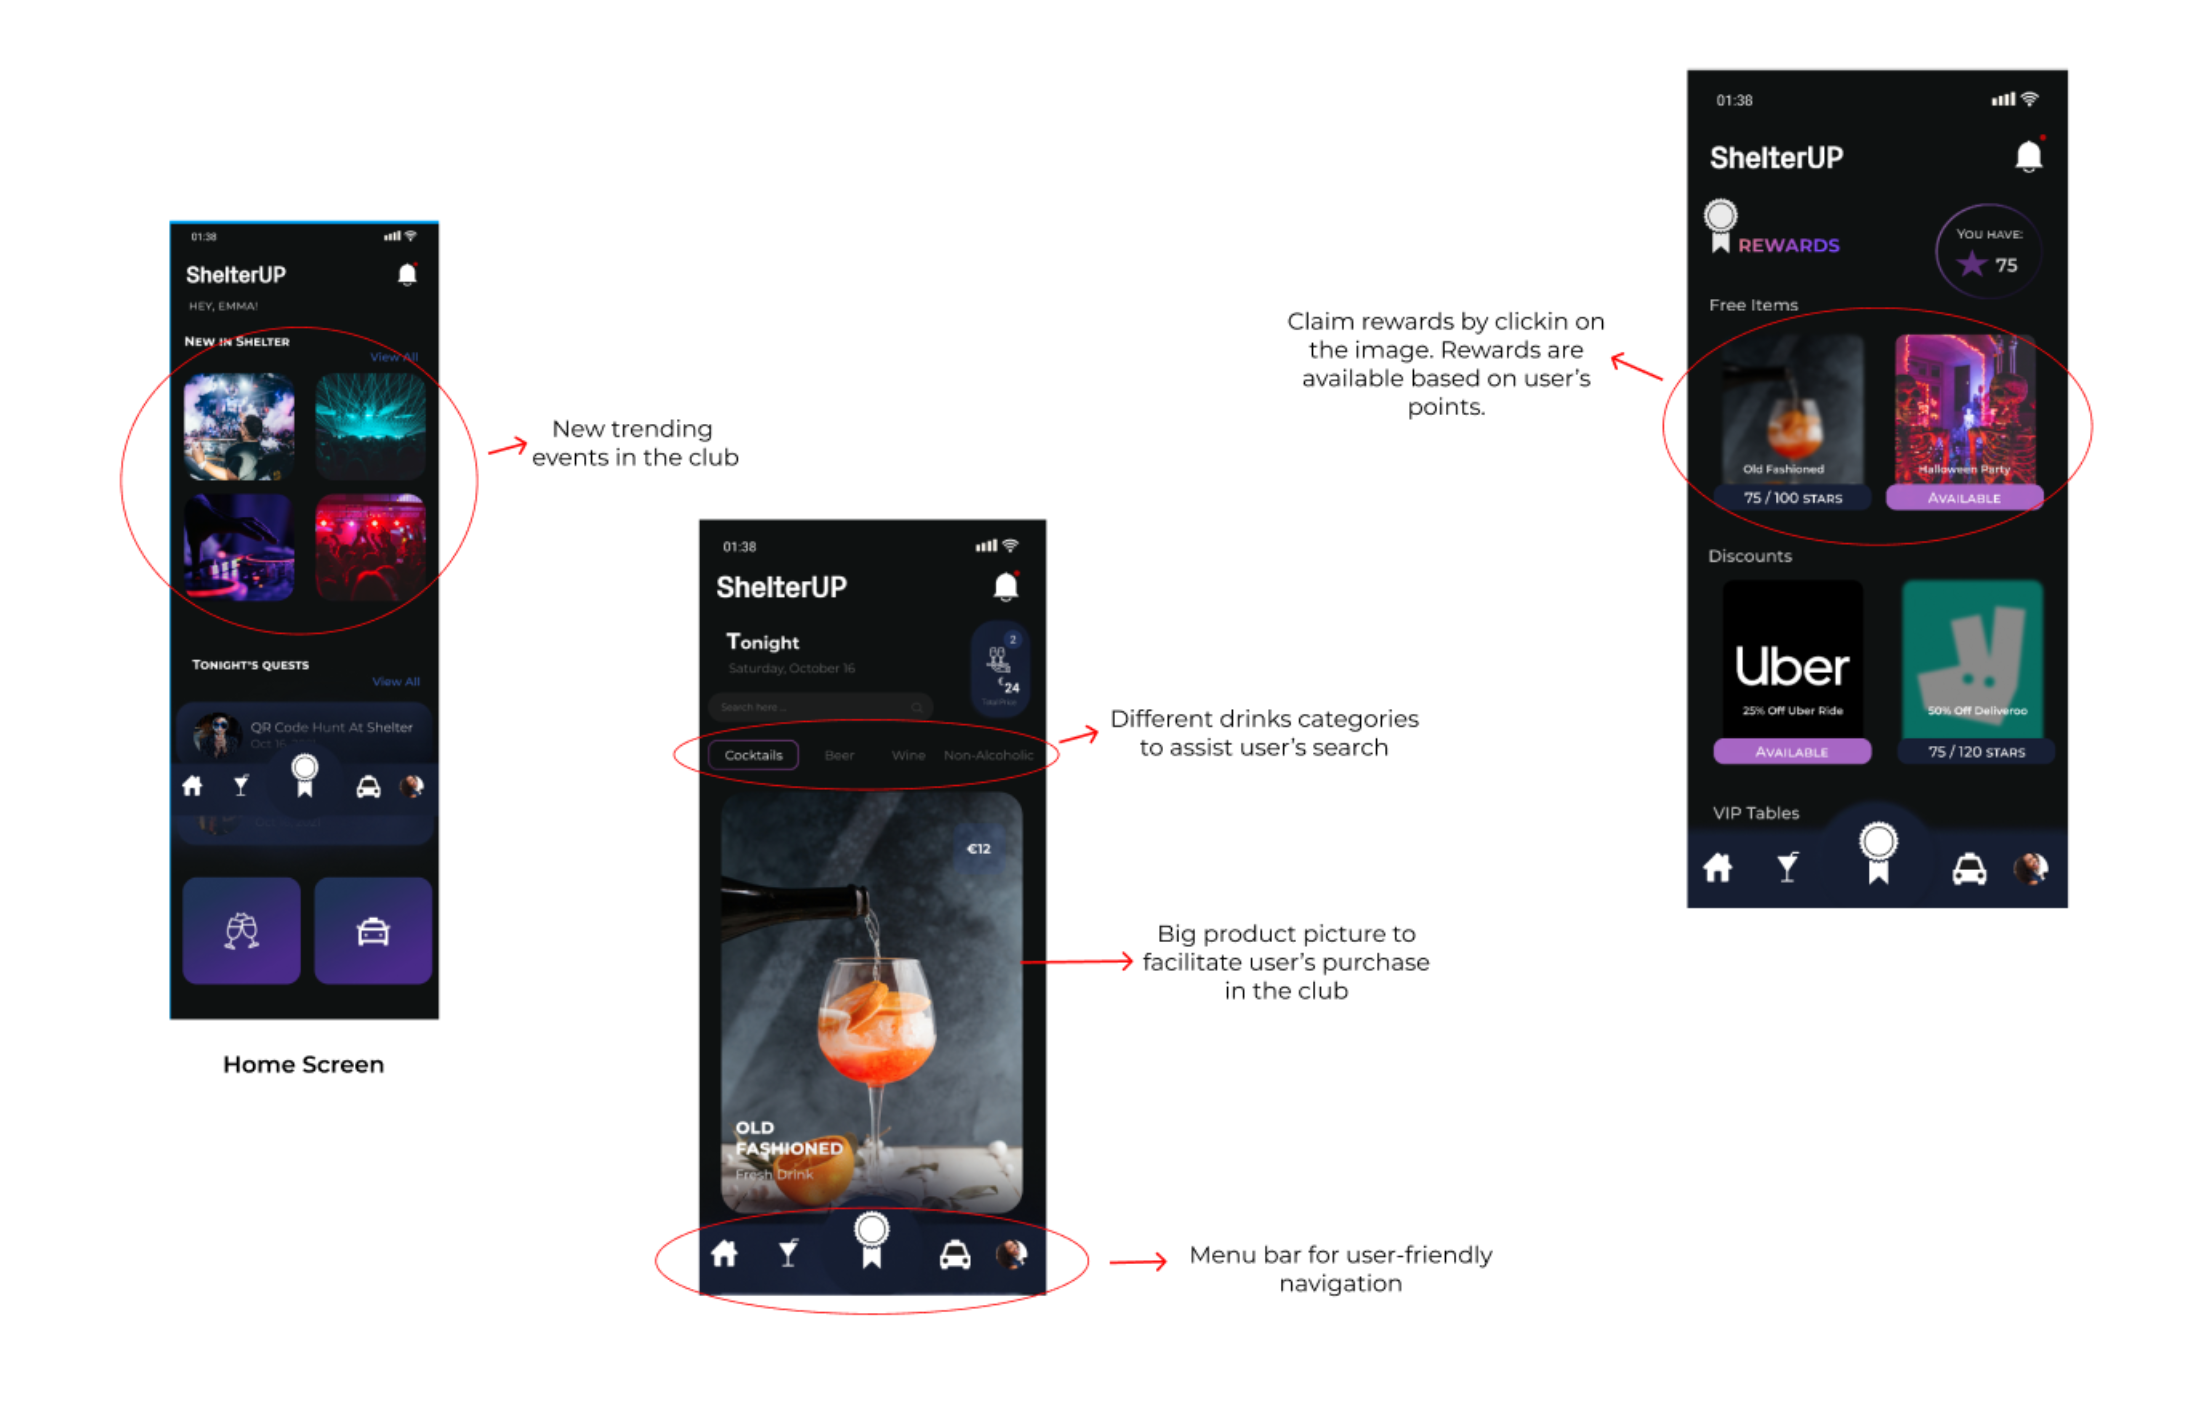 01:38
ShelterUP
HEY, EMMA!
NEW IN SHELTER
View All
TONIGHT'S QUESTS
View All
QR Code Hunt At Shelter
Oct 16
Home Screen
New trending
events in the club
01:38
ShelterUP
Tonight
Saturday, October 16
2
€24
Total Price
Search here ...
Cocktails
Beer
Wine
Non-Alcoholic
€12
OLD
FASHIONED
Fresh Drink
Different drinks categories
to assist user's search
Big product picture to
facilitate user's purchase
in the club
Menu bar for user-friendly
navigation
Claim rewards by clickin on
the image. Rewards are
available based on user's
points.
01:38
ShelterUP
REWARDS
YOU HAVE:
75
Free Items
Old Fashioned
75 / 100 STARS
Halloween Party
AVAILABLE
Discounts
Uber
25% Off Uber Ride
AVAILABLE
50% Off Deliveroo
75 / 120 STARS
VIP Tables